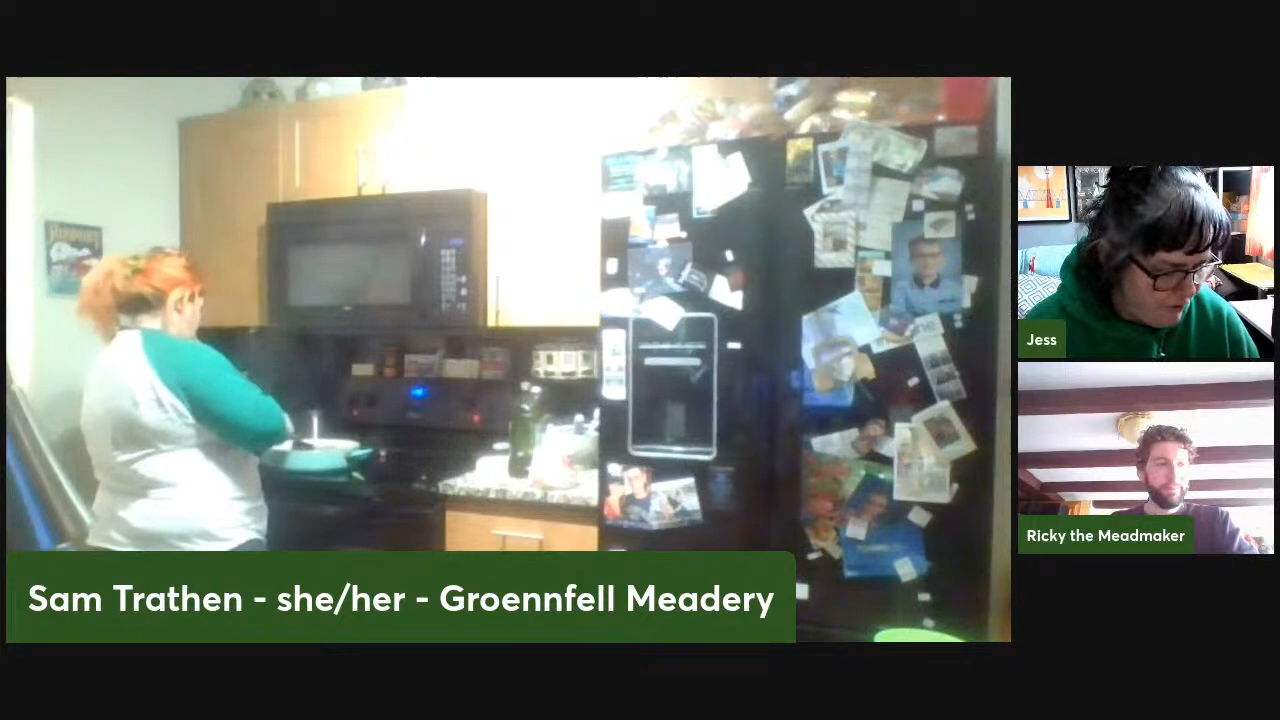 Sam Trathen - she/her - Groennfell Meadery
Jess
Ricky the Meadmaker